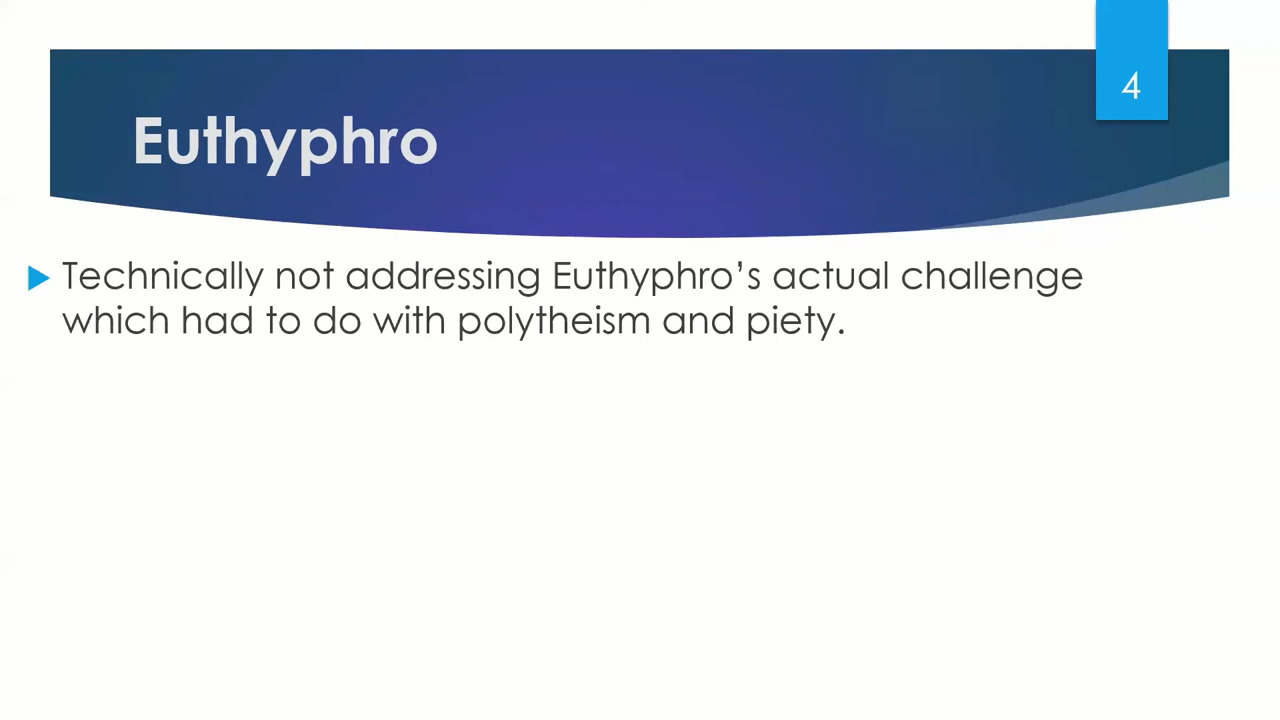 4
Euthyphro
Technically not addressing Euthyphro’s actual challenge
which had to do with polytheism and piety.